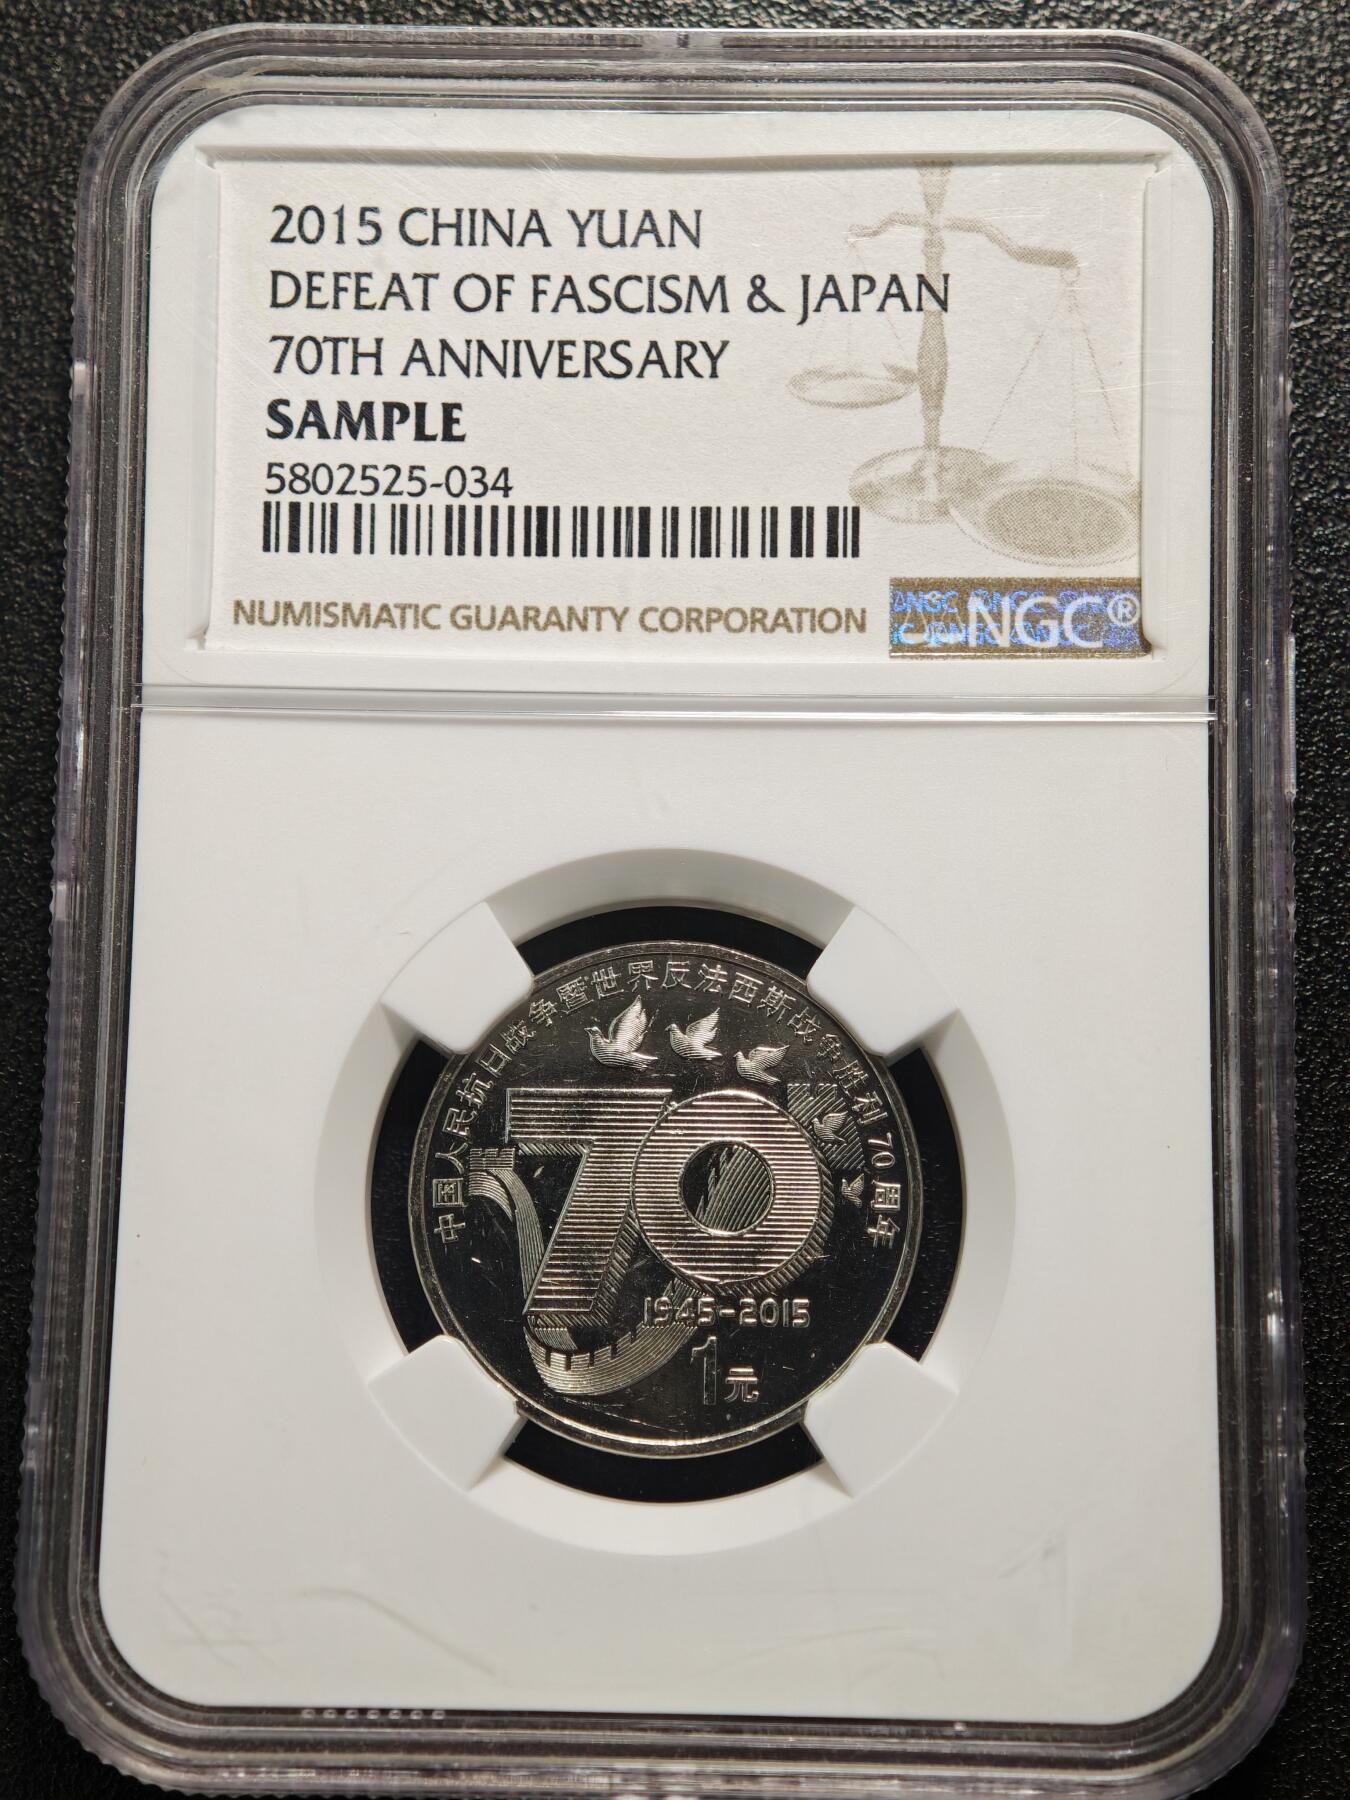 2015 CHINA YUAN
DEFEAT OF FASCISM & JAPAN
70TH ANNIVERSARY
SAMPLE
5802525-034
NUMISMATIC GUARANTY CORPORATION
NGC®
中国人民抗日战争暨世界反法西斯战争胜利70周年
70
1945-2015
1元